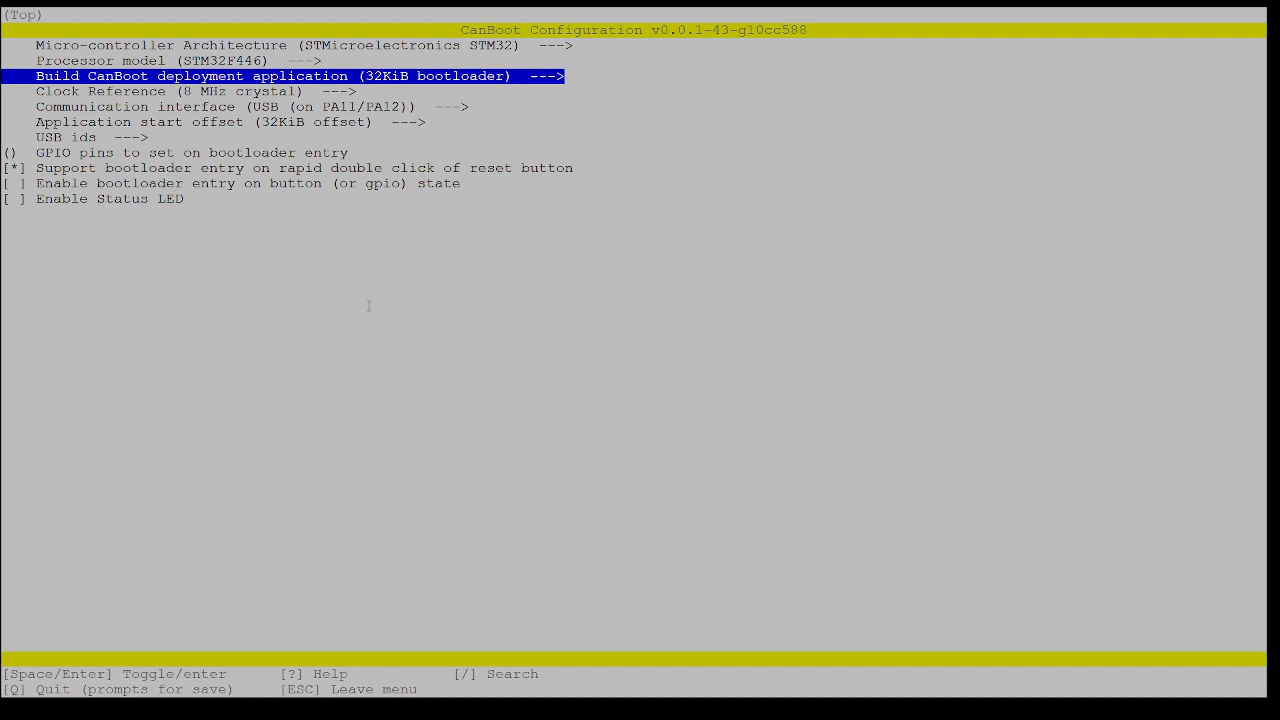 (Top)
CanBoot Configuration v0.0.1-43-g10cc588
Micro-controller Architecture (STMicroelectronics STM32)  --->
Processor model (STM32F446)  --->
Build CanBoot deployment application (32KiB bootloader)  --->
Clock Reference (8 MHz crystal)  --->
Communication interface (USB (on PA11/PA12))  --->
Application start offset (32KiB offset)  --->
USB ids  --->
()  GPIO pins to set on bootloader entry
[*] Support bootloader entry on rapid double click of reset button
[ ] Enable bootloader entry on button (or gpio) state
[ ] Enable Status LED
[Space/Enter] Toggle/enter [?] Help [/] Search
[Q] Quit (prompts for save) [ESC] Leave menu